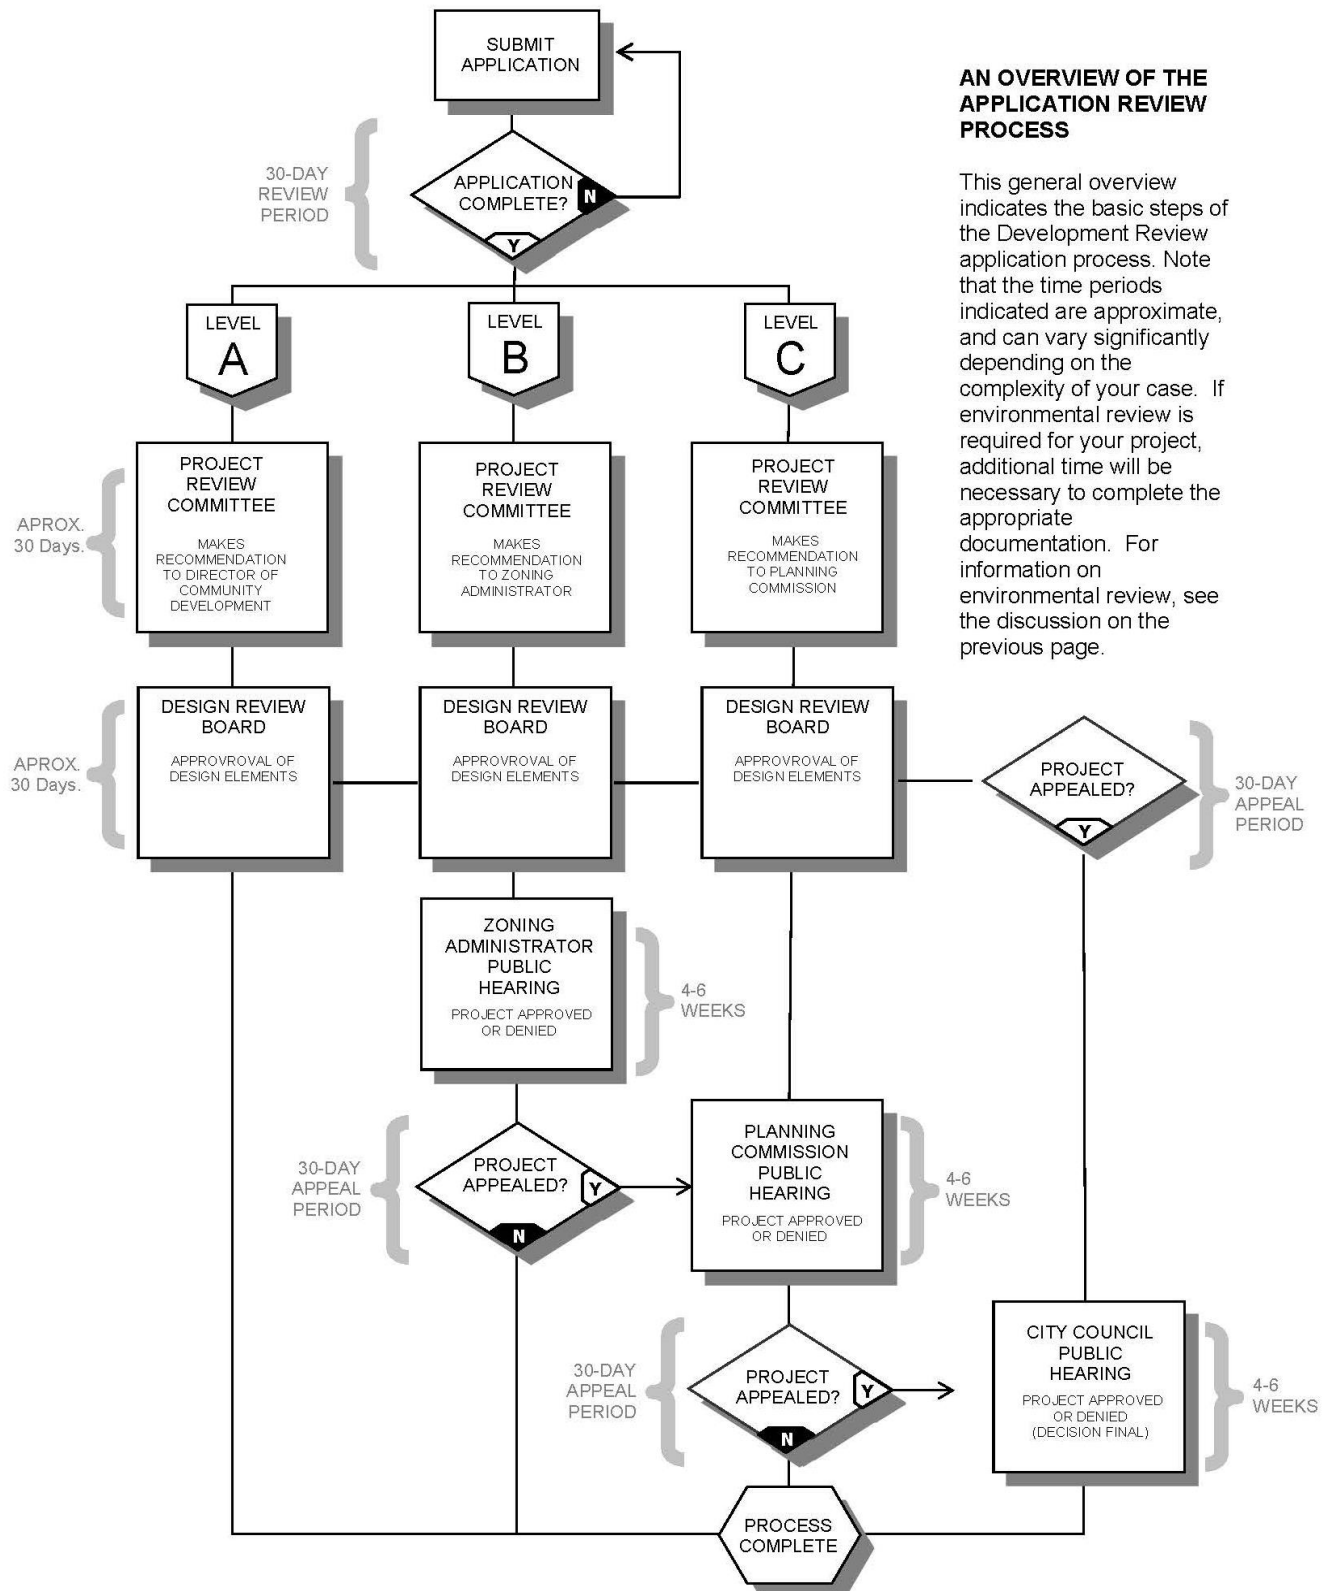 SUBMIT
APPLICATION
AN OVERVIEW OF THE
APPLICATION REVIEW
PROCESS
This general overview
indicates the basic steps of
the Development Review
application process. Note
that the time periods
indicated are approximate,
and can vary significantly
depending on the
complexity of your case. If
environmental review is
required for your project,
additional time will be
necessary to complete the
appropriate
documentation. For
information on
environmental review, see
the discussion on the
previous page.
30-DAY
REVIEW
PERIOD
APPLICATION
COMPLETE?
N
Y
LEVEL
A
LEVEL
B
LEVEL
C
APROX.
30 Days.
PROJECT
REVIEW
COMMITTEE
MAKES
RECOMMENDATION
TO DIRECTOR OF
COMMUNITY
DEVELOPMENT
PROJECT
REVIEW
COMMITTEE
MAKES
RECOMMENDATION
TO ZONING
ADMINISTRATOR
PROJECT
REVIEW
COMMITTEE
MAKES
RECOMMENDATION
TO PLANNING
COMMISSION
APROX.
30 Days.
DESIGN REVIEW
BOARD
APPROVROVAL OF
DESIGN ELEMENTS
DESIGN REVIEW
BOARD
APPROVROVAL OF
DESIGN ELEMENTS
DESIGN REVIEW
BOARD
APPROVROVAL OF
DESIGN ELEMENTS
PROJECT
APPEALED?
Y
30-DAY
APPEAL
PERIOD
ZONING
ADMINISTRATOR
PUBLIC
HEARING
PROJECT APPROVED
OR DENIED
4-6
WEEKS
30-DAY
APPEAL
PERIOD
PROJECT
APPEALED?
Y
N
PLANNING
COMMISSION
PUBLIC
HEARING
PROJECT APPROVED
OR DENIED
4-6
WEEKS
30-DAY
APPEAL
PERIOD
PROJECT
APPEALED?
Y
N
CITY COUNCIL
PUBLIC
HEARING
PROJECT APPROVED
OR DENIED
(DECISION FINAL)
4-6
WEEKS
PROCESS
COMPLETE